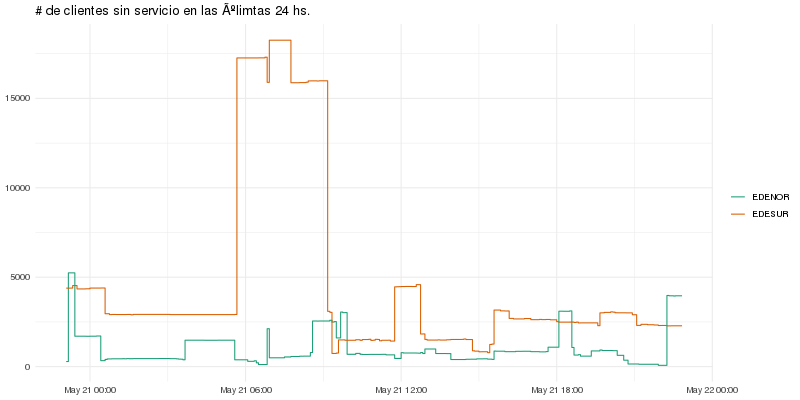 # de clientes sin servicio en las Ãºlimtas 24 hs.
15000
10000
5000
0
May 21 00:00
May 21 06:00
May 21 12:00
May 21 18:00
May 22 00:00
EDENOR
EDESUR